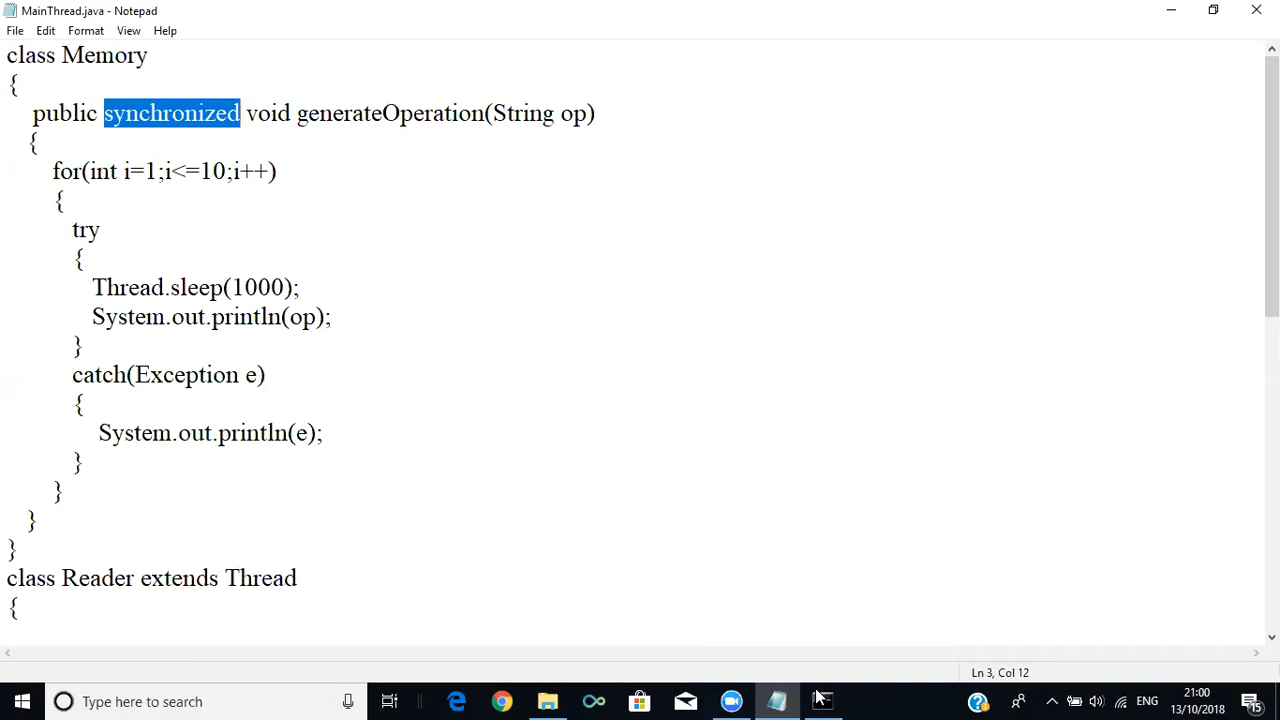 MainThread.java - Notepad
File Edit Format View Help
class Memory
{
public synchronized void generateOperation(String op)
{
for(int i=1;i<=10;i++)
{
try
{
Thread.sleep(1000);
System.out.println(op);
}
catch(Exception e)
{
System.out.println(e);
}
}
}
}
class Reader extends Thread
{
Ln 3, Col 12
Type here to search
ENG
21:00
13/10/2018
15